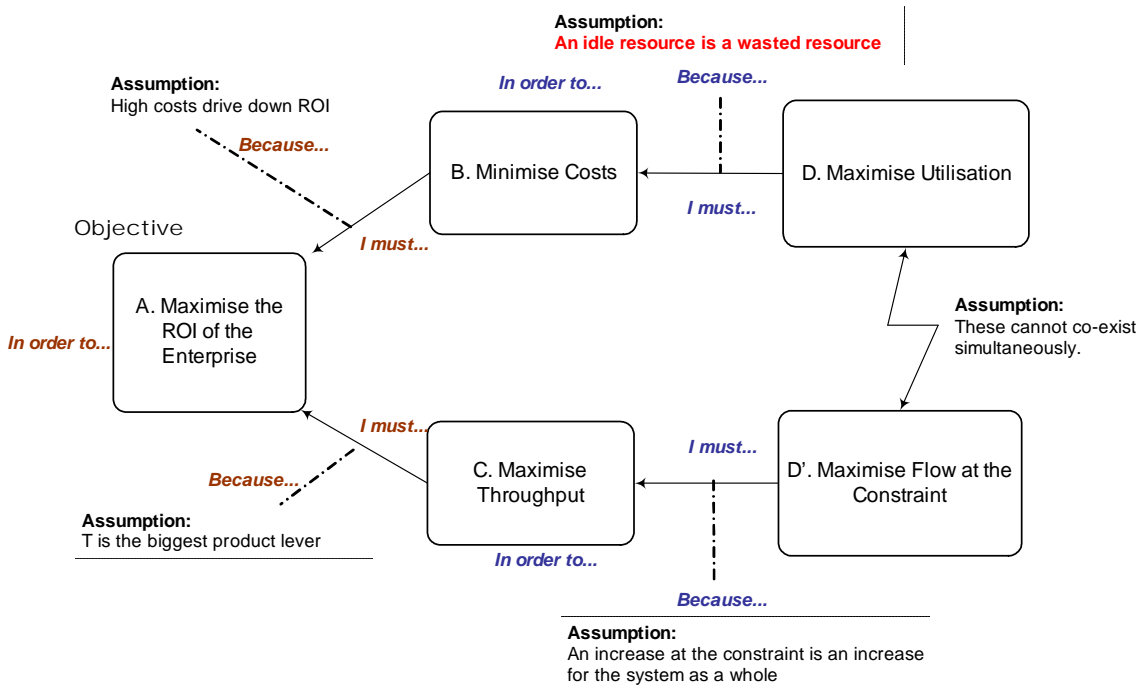 Assumption:
An idle resource is a wasted resource
Assumption:
High costs drive down ROI
In order to...
Because...
Because...
B. Minimise Costs
D. Maximise Utilisation
I must...
Objective
I must...
A. Maximise the
ROI of the
Enterprise
In order to...
Assumption:
These cannot co-exist
simultaneously.
I must...
I must...
Because...
C. Maximise
Throughput
D'. Maximise Flow at the
Constraint
Assumption:
T is the biggest product lever
In order to...
Because...
Assumption:
An increase at the constraint is an increase
for the system as a whole